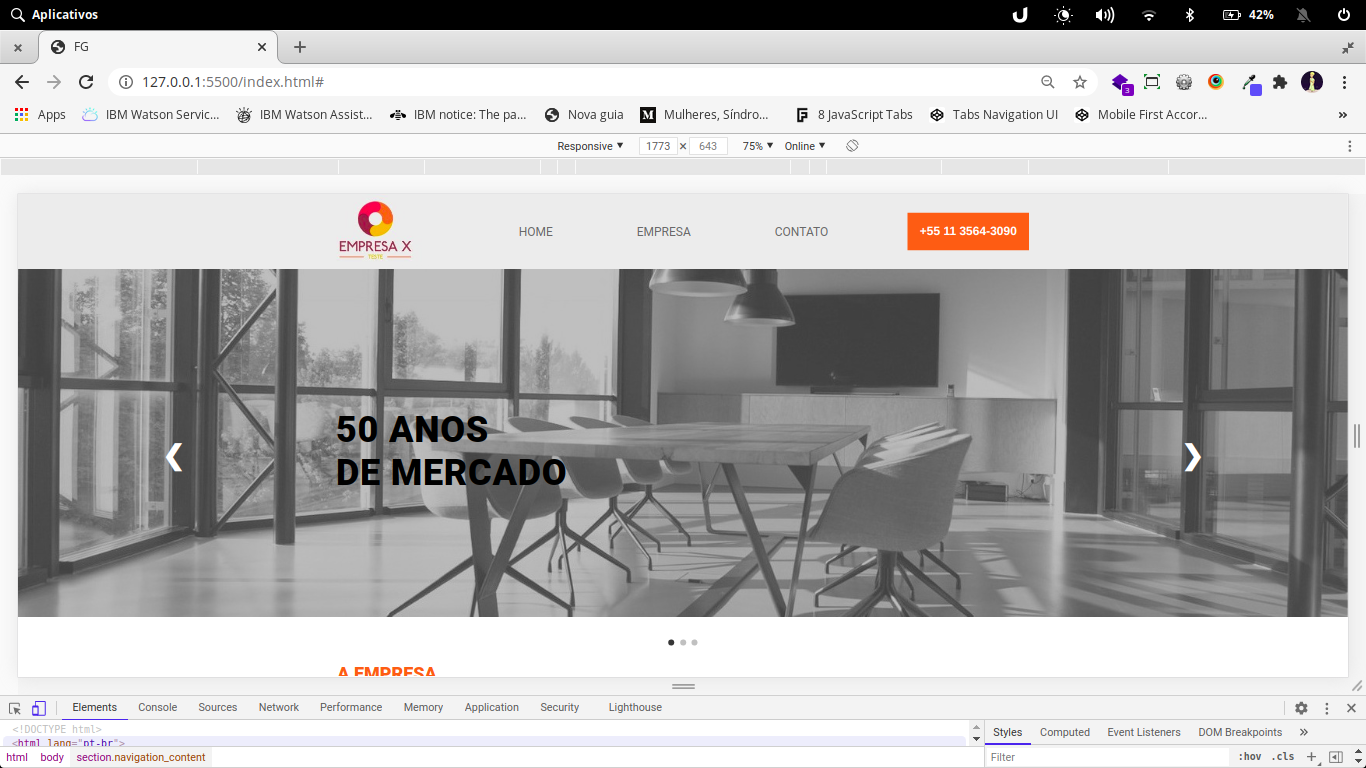 Aplicativos
42%
FG
127.0.0.1:5500/index.html#
3
Apps
IBM Watson Servic...
IBM Watson Assist...
IBM notice: The pa...
Nova guia
Mulheres, Síndro...
8 JavaScript Tabs
Tabs Navigation UI
Mobile First Accor...
»
Responsive ▼ 1773 × 643 75% ▼ Online ▼
EMPRESA X
TESTE
HOME
EMPRESA
CONTATO
+55 11 3564-3090
50 ANOS
DE MERCADO
A EMPRESA
Elements Console Sources Network Performance Memory Application Security Lighthouse
<!DOCTYPE html>
<html lang="pt-br">
html body section.navigation_content
Styles Computed Event Listeners DOM Breakpoints »
Filter :hov .cls +